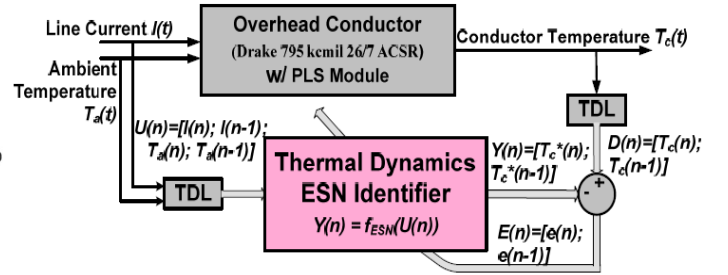 Line Current I(t)
Overhead Conductor
(Drake 795 kcmil 26/7 ACSR)
w/ PLS Module
Conductor Temperature Tc(t)
Ambient
Temperature
Ta(t)
TDL
U(n)=[I(n); I(n-1);
Ta(n); Ta(n-1)]
TDL
Thermal Dynamics
ESN Identifier
Y(n) = fESN(U(n))
Y(n)=[Tc*(n);
Tc*(n-1)]
D(n)=[Tc(n);
Tc(n-1)]
- +
E(n)=[e(n);
e(n-1)]